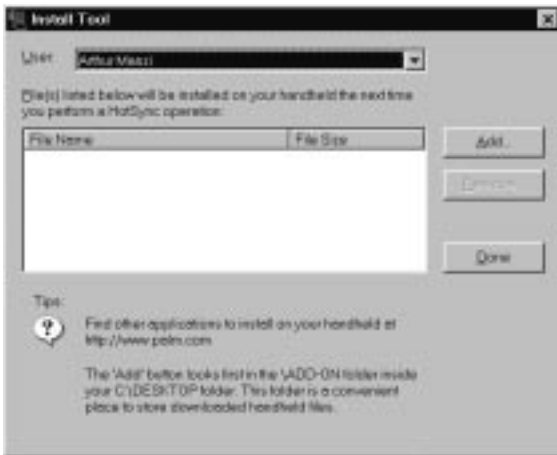 Install Tool
User:
File(s) listed below will be installed on your handheld the next time
you perform a HotSync operation:
File Name File Size
Add...
Remove
Done
Tips:
Find other applications to install on your handheld at
http://www.palm.com
The 'Add' button looks first in the \ADD-ON folder inside
your C:\DESKTOP folder. This folder is a convenient
place to store downloaded handheld files.